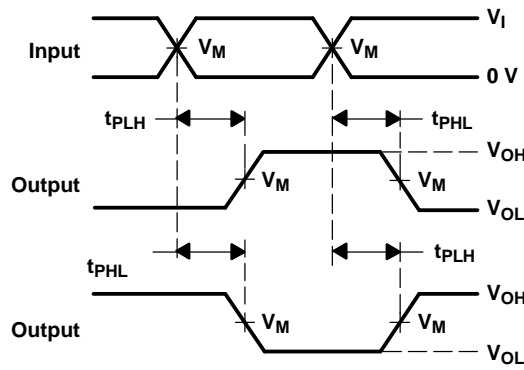 V_I
Input V_M V_M
0 V
t_PLH t_PHL
V_OH
Output V_M V_M
V_OL
t_PHL t_PLH
V_OH
Output V_M V_M
V_OL